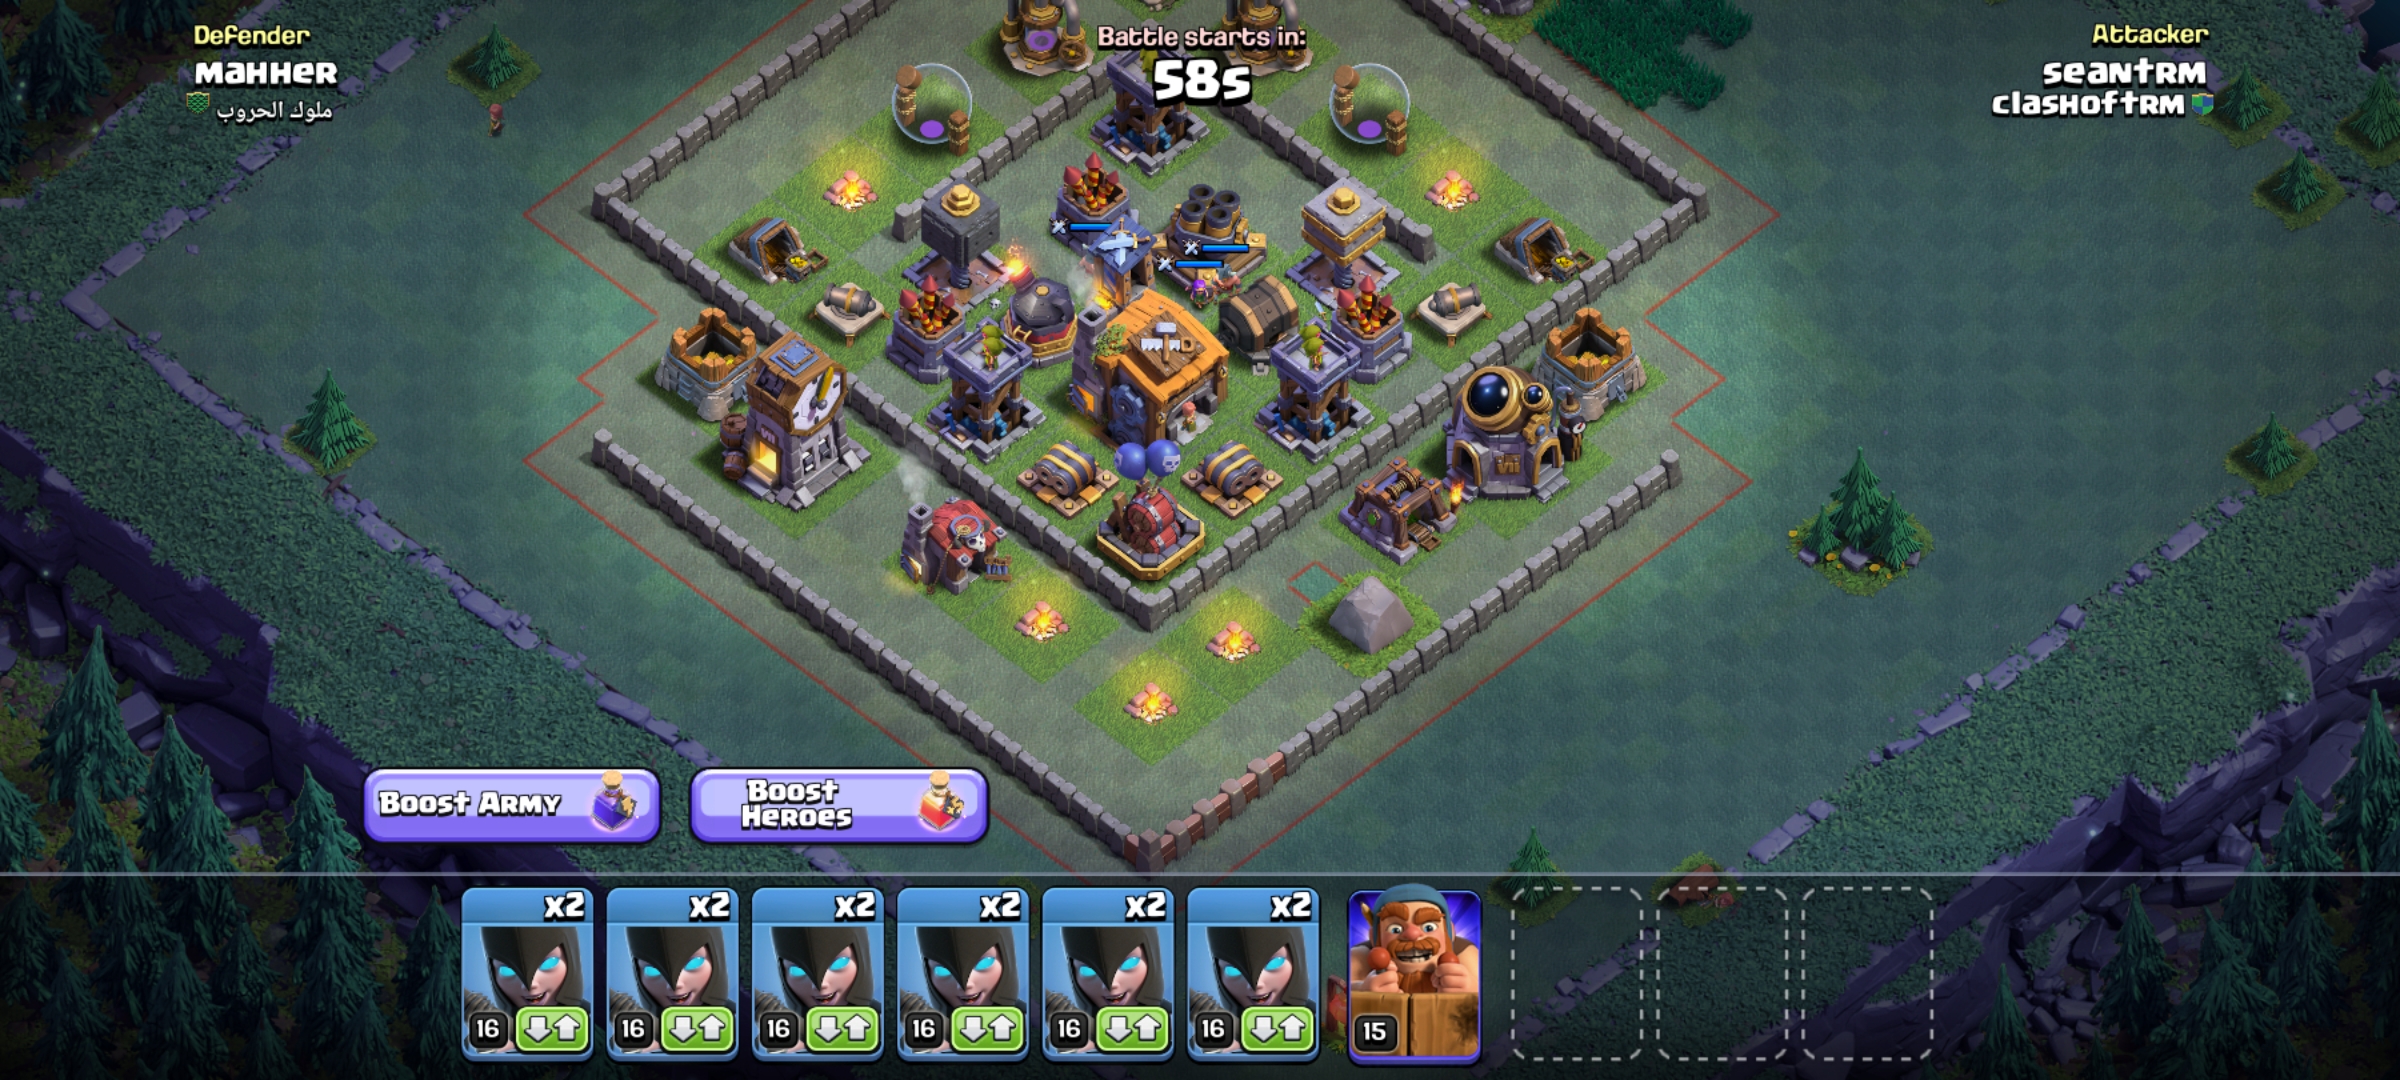 Defender
Mahher
ملوك الحروب
Battle starts in:
58s
Attacker
seantRM
clashoftRM
Boost Army
Boost
Heroes
x2
x2
x2
x2
x2
x2
16
16
16
16
16
16
15